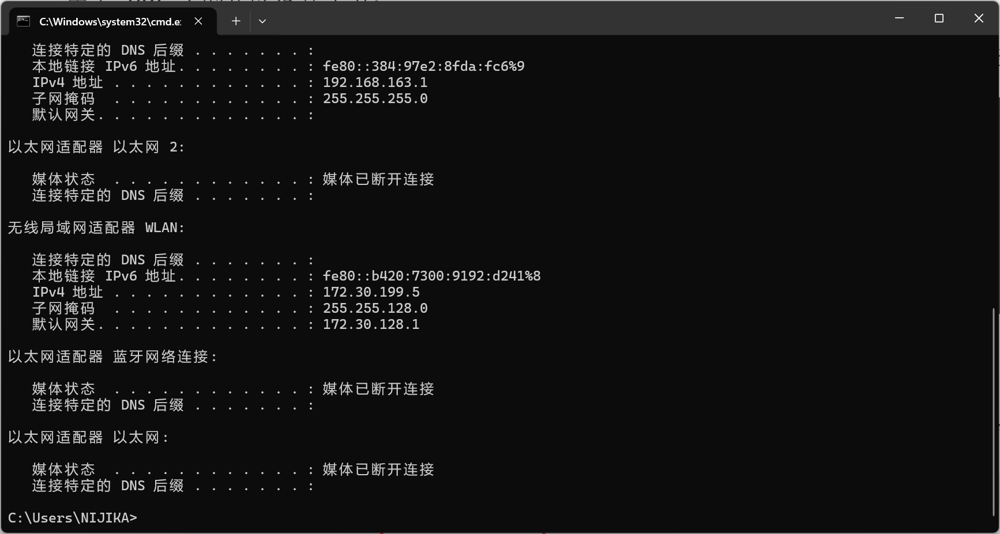 C:\Windows\system32\cmd.e
连接特定的 DNS 后缀 . . . . . . . :
本地链接 IPv6 地址. . . . . . . . : fe80::384:97e2:8fda:fc6%9
IPv4 地址 . . . . . . . . . . . . : 192.168.163.1
子网掩码  . . . . . . . . . . . . : 255.255.255.0
默认网关. . . . . . . . . . . . . :
以太网适配器 以太网 2:
媒体状态  . . . . . . . . . . . . : 媒体已断开连接
连接特定的 DNS 后缀 . . . . . . . :
无线局域网适配器 WLAN:
连接特定的 DNS 后缀 . . . . . . . :
本地链接 IPv6 地址. . . . . . . . : fe80::b420:7300:9192:d241%8
IPv4 地址 . . . . . . . . . . . . : 172.30.199.5
子网掩码  . . . . . . . . . . . . : 255.255.128.0
默认网关. . . . . . . . . . . . . : 172.30.128.1
以太网适配器 蓝牙网络连接:
媒体状态  . . . . . . . . . . . . : 媒体已断开连接
连接特定的 DNS 后缀 . . . . . . . :
以太网适配器 以太网:
媒体状态  . . . . . . . . . . . . : 媒体已断开连接
连接特定的 DNS 后缀 . . . . . . . :
C:\Users\NIJIKA>